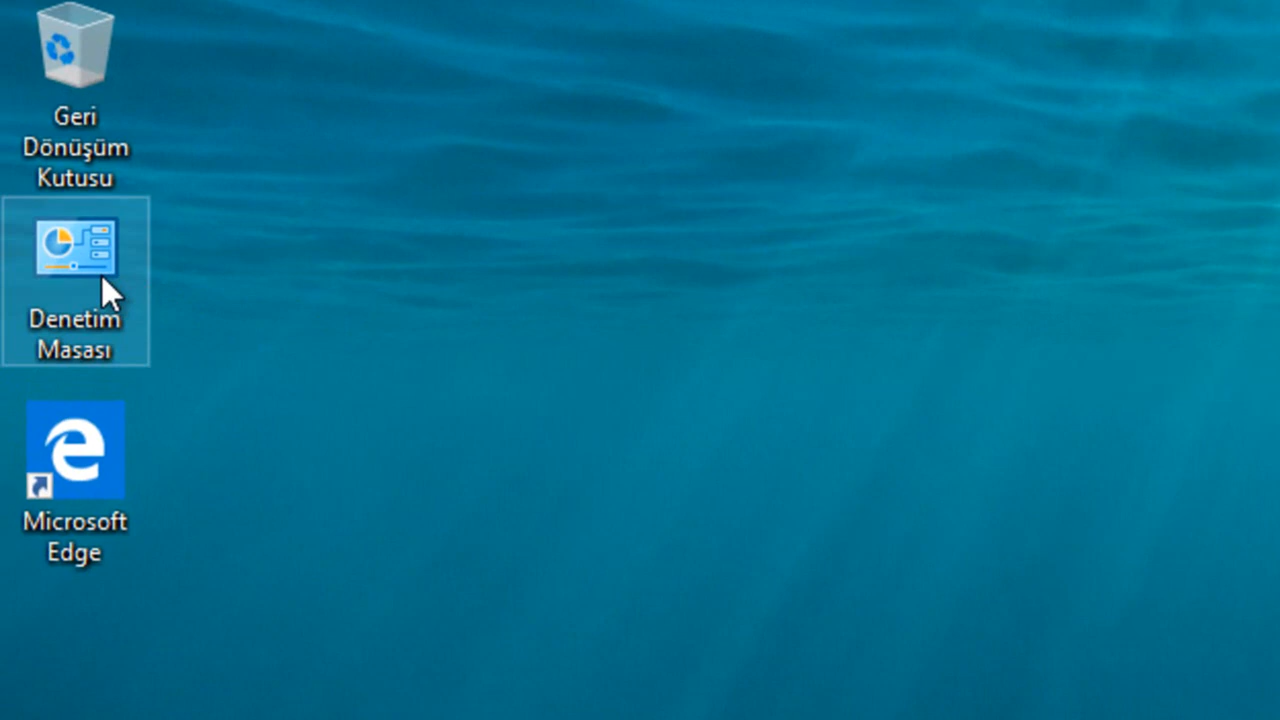 Geri
Dönüşüm
Kutusu
Denetim
Masası
Microsoft
Edge